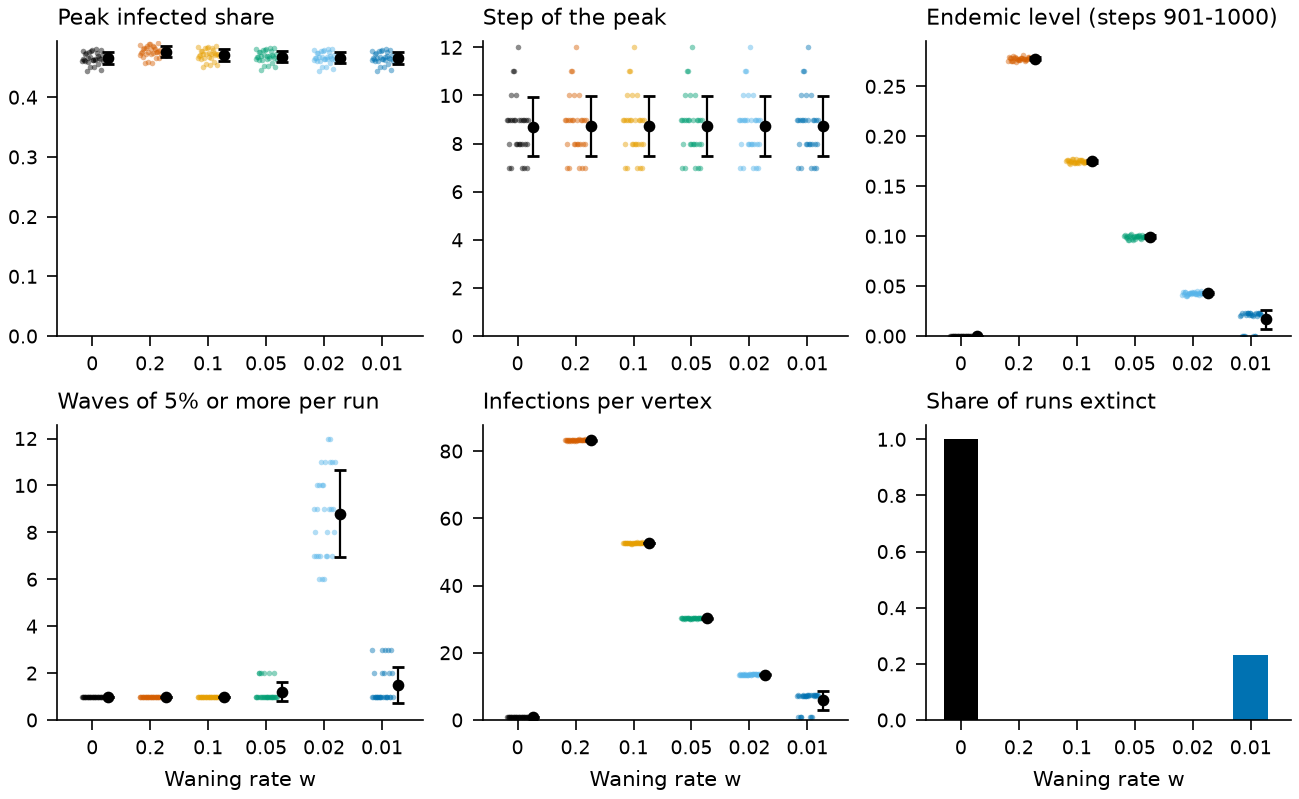 Peak infected share
0.4
0.3
0.2
0.1
0.0
0 0.2 0.1 0.05 0.02 0.01
Step of the peak
12
10
8
6
4
2
0
0 0.2 0.1 0.05 0.02 0.01
Endemic level (steps 901-1000)
0.25
0.20
0.15
0.10
0.05
0.00
0 0.2 0.1 0.05 0.02 0.01
Waves of 5% or more per run
12
10
8
6
4
2
0
0 0.2 0.1 0.05 0.02 0.01
Waning rate w
Infections per vertex
80
60
40
20
0
0 0.2 0.1 0.05 0.02 0.01
Waning rate w
Share of runs extinct
1.0
0.8
0.6
0.4
0.2
0.0
0 0.2 0.1 0.05 0.02 0.01
Waning rate w